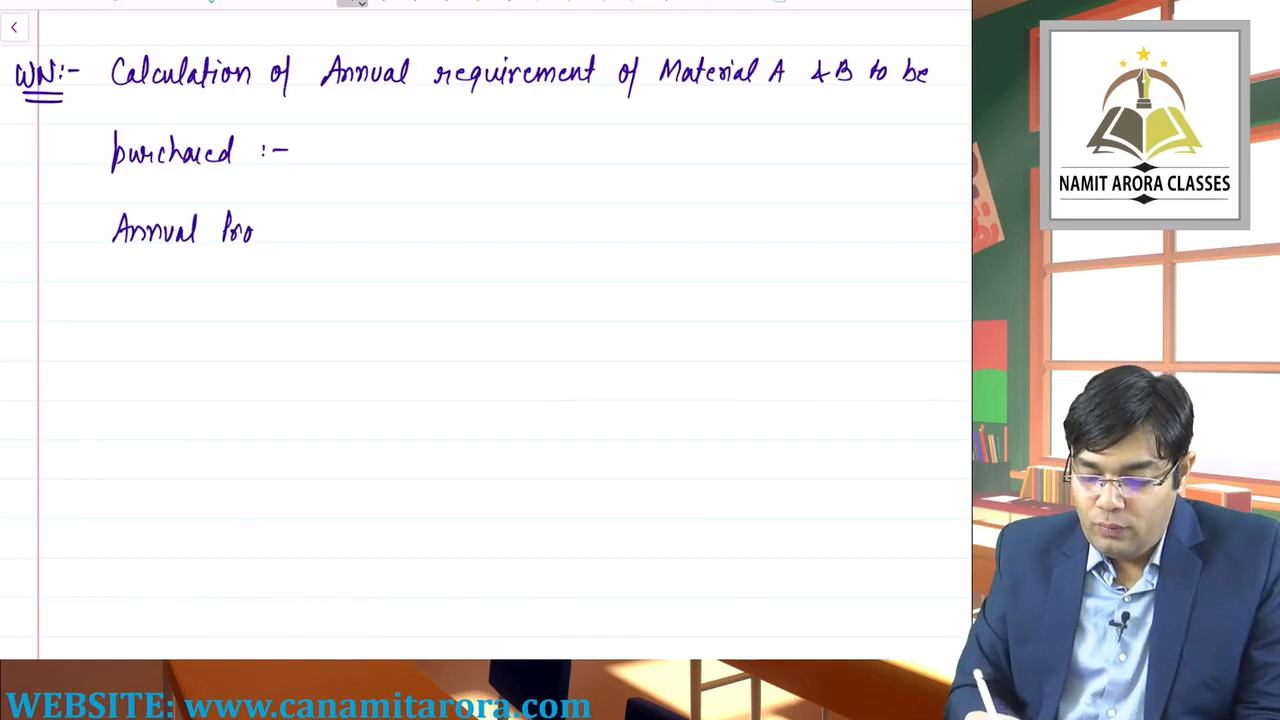 WN:- Calculation of Annual requirement of Material A & B to be
purchased :-
Annual Pro
NAMIT ARORA CLASSES
WEBSITE: www.canamitarora.com